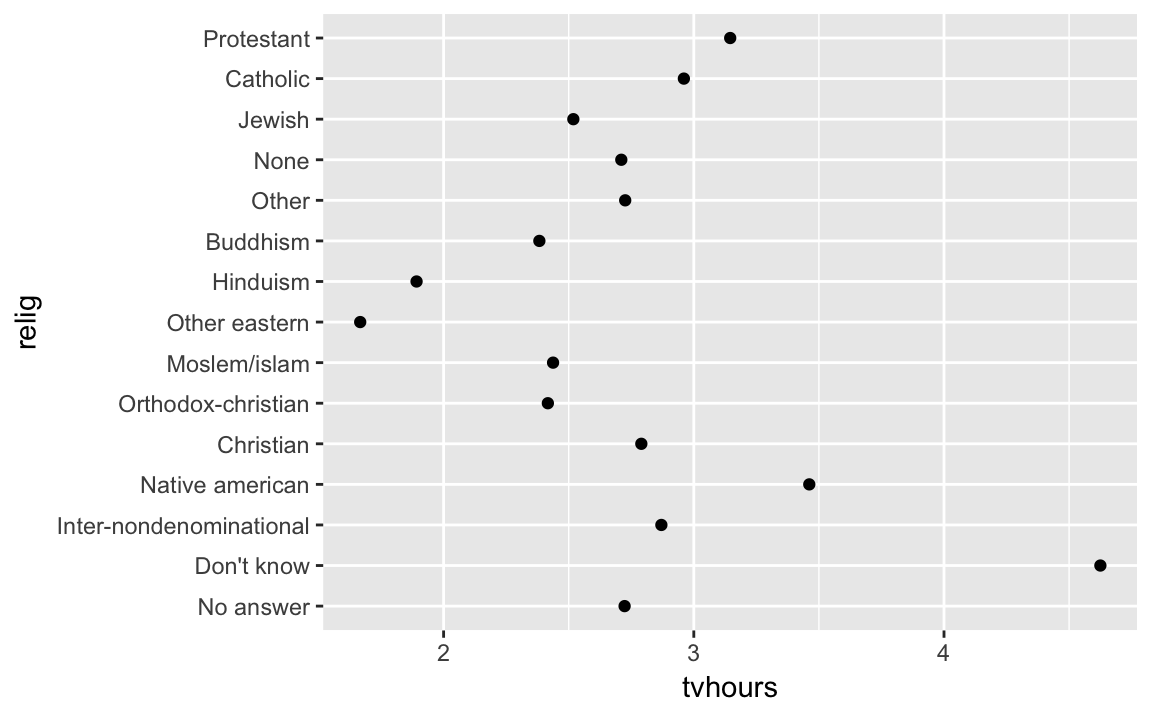 Protestant
Catholic
Jewish
None
Other
Buddhism
Hinduism
Other eastern
Moslem/islam
Orthodox-christian
Christian
Native american
Inter-nondenominational
Don't know
No answer
relig
2 3 4
tvhours